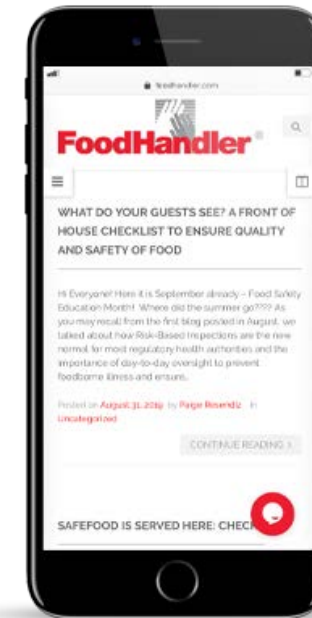 foodhandler.com
FoodHandler®
WHAT DO YOUR GUESTS SEE? A FRONT OF
HOUSE CHECKLIST TO ENSURE QUALITY
AND SAFETY OF FOOD
Hi Everyone! Here it is September already – Food Safety
Education Month! Where did the summer go???? As
you may recall from the first blog posted in August, we
talked about how Risk-Based Inspections are the new
normal for most regulatory health authorities and the
importance of day-to-day oversight to prevent
foodborne illness and ensure...
Posted on August 31, 2019 by Paige Resendiz in
Uncategorized
CONTINUE READING
SAFEFOOD IS SERVED HERE: